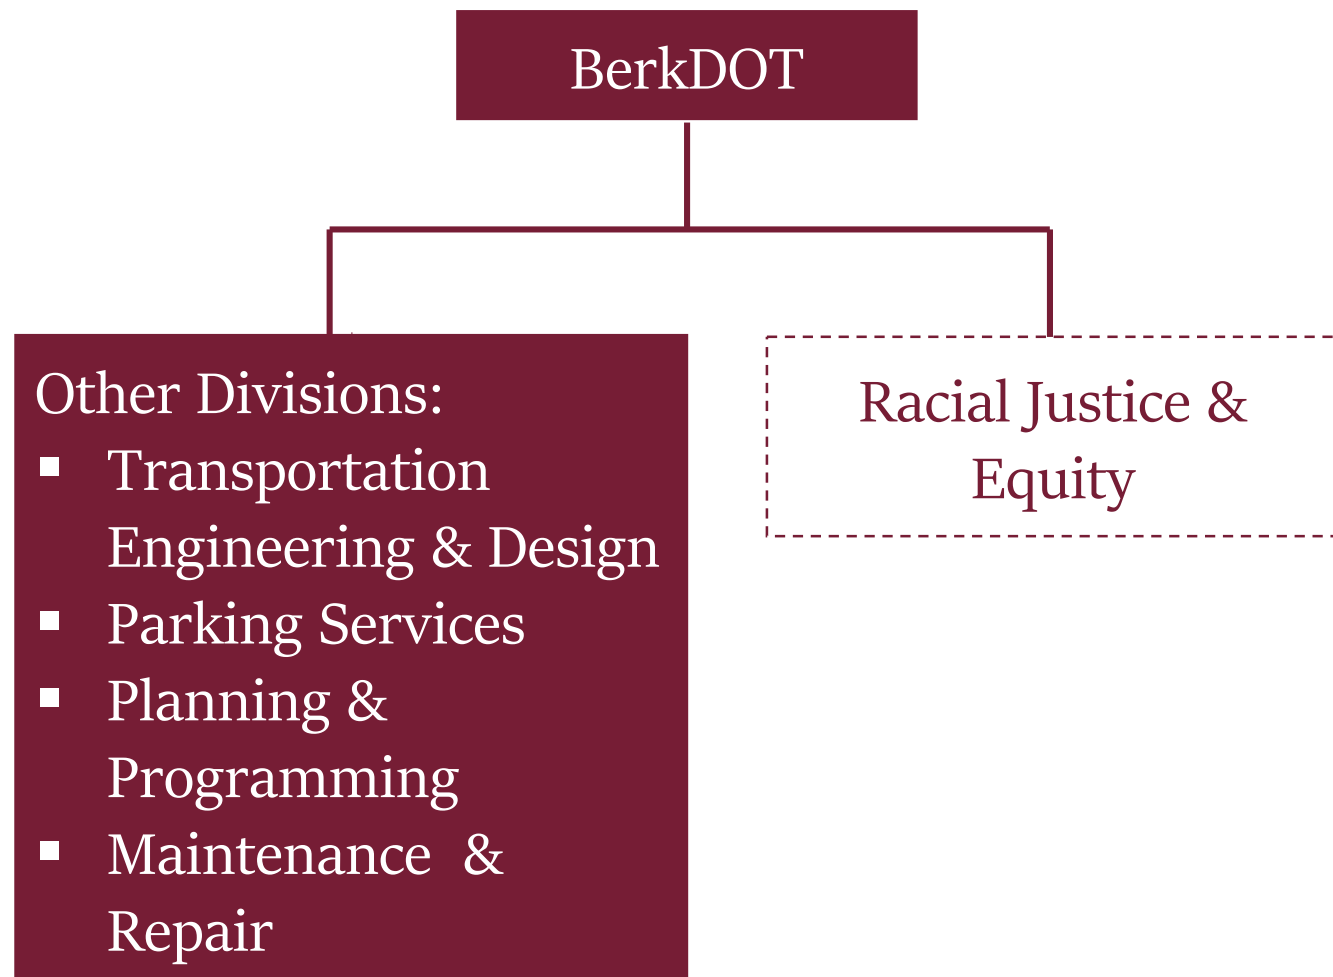 BerkDOT
Other Divisions:
▪ Transportation
Engineering & Design
▪ Parking Services
▪ Planning &
Programming
▪ Maintenance  &
Repair
Racial Justice &
Equity